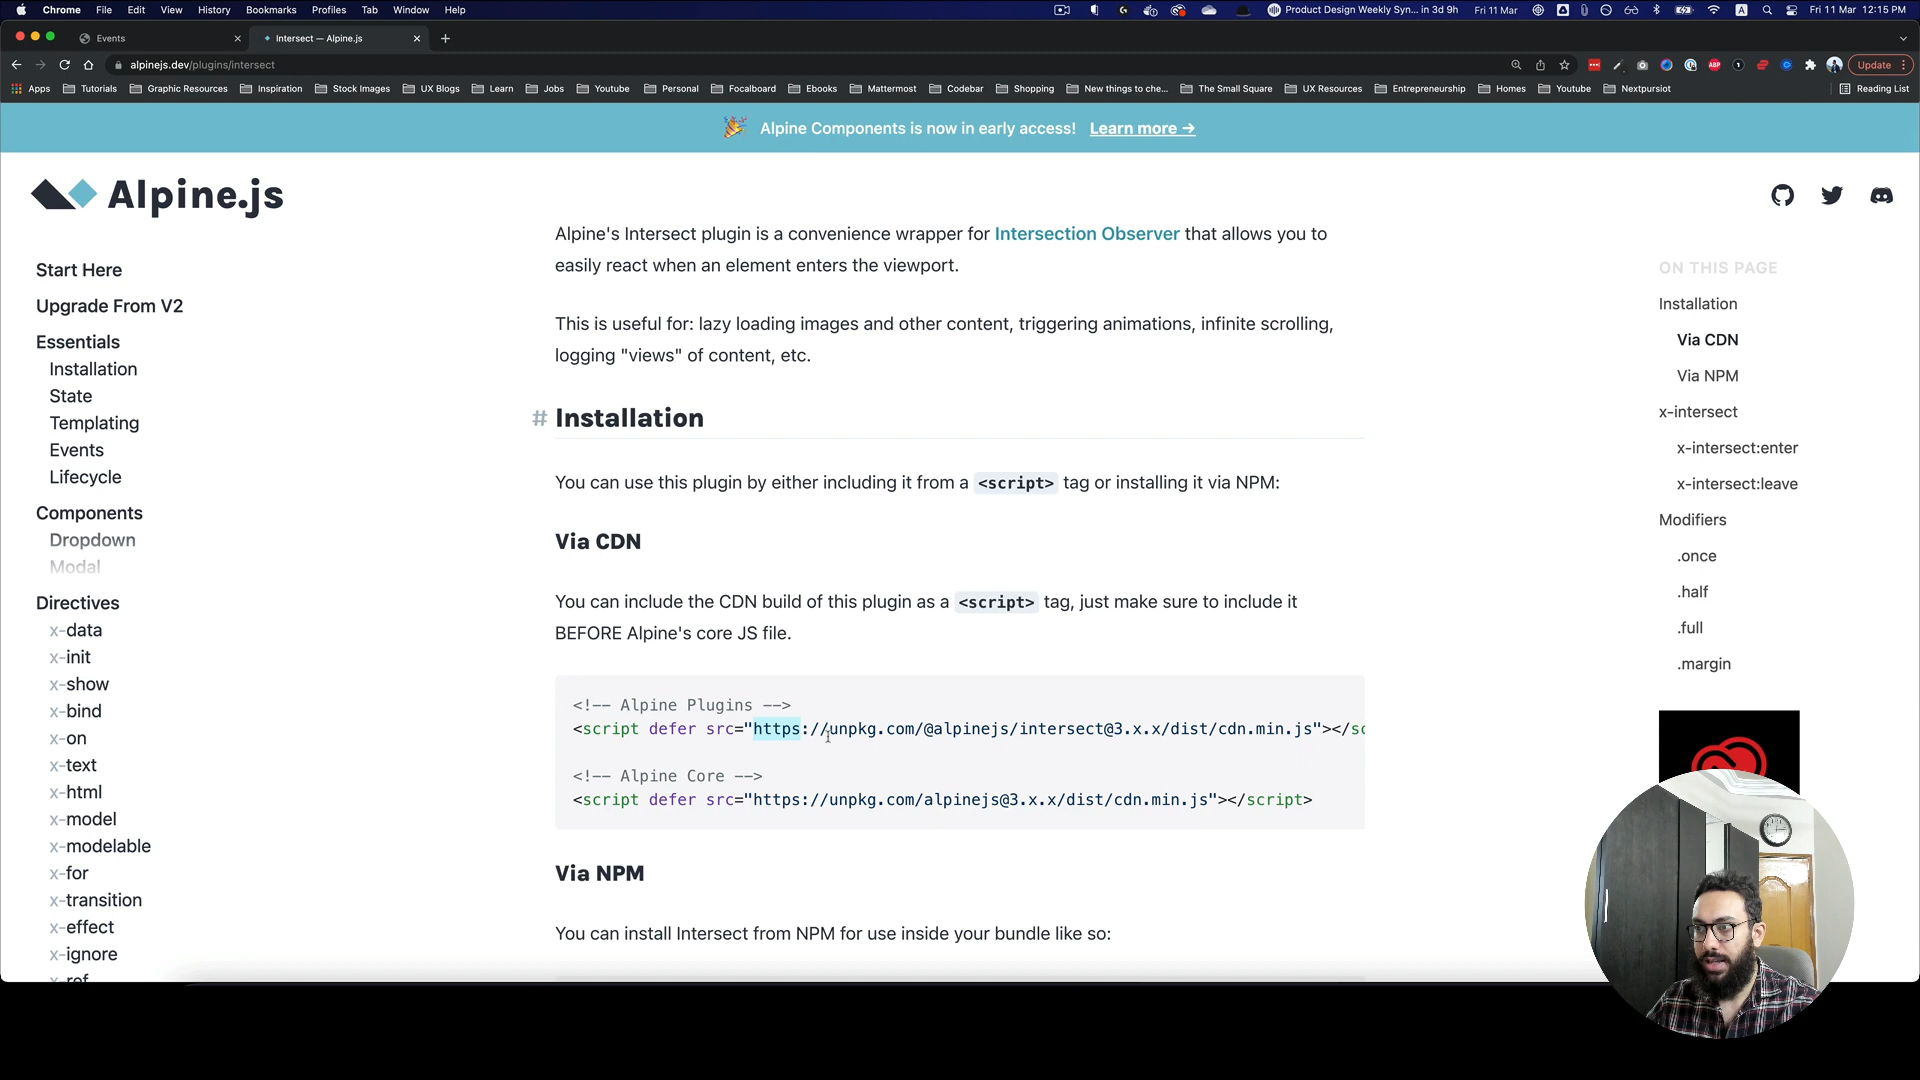 Chrome File Edit View History Bookmarks Profiles Tab Window Help Product Design Weekly Syn... in 3d 9h Fri 11 Mar A Fri 11 Mar 12:15 PM
Events Intersect — Alpine.js
alpinejs.dev/plugins/intersect ABP Update
Apps Tutorials Graphic Resources Inspiration Stock Images UX Blogs Learn Jobs Youtube Personal Focalboard Ebooks Mattermost Codebar Shopping New things to che... The Small Square UX Resources Entrepreneurship Homes Youtube Nextpursiot Reading List
Alpine Components is now in early access! Learn more →
Alpine.js
Start Here
Upgrade From V2
Essentials
Installation
State
Templating
Events
Lifecycle
Components
Dropdown
Modal
Directives
x-data
x-init
x-show
x-bind
x-on
x-text
x-html
x-model
x-modelable
x-for
x-transition
x-effect
x-ignore
x-ref
Alpine's Intersect plugin is a convenience wrapper for Intersection Observer that allows you to
easily react when an element enters the viewport.
This is useful for: lazy loading images and other content, triggering animations, infinite scrolling,
logging "views" of content, etc.
# Installation
You can use this plugin by either including it from a <script> tag or installing it via NPM:
Via CDN
You can include the CDN build of this plugin as a <script> tag, just make sure to include it
BEFORE Alpine's core JS file.
<!-- Alpine Plugins -->
<script defer src="https://unpkg.com/@alpinejs/intersect@3.x.x/dist/cdn.min.js"></sc
<!-- Alpine Core -->
<script defer src="https://unpkg.com/alpinejs@3.x.x/dist/cdn.min.js"></script>
Via NPM
You can install Intersect from NPM for use inside your bundle like so:
ON THIS PAGE
Installation
Via CDN
Via NPM
x-intersect
x-intersect:enter
x-intersect:leave
Modifiers
.once
.half
.full
.margin